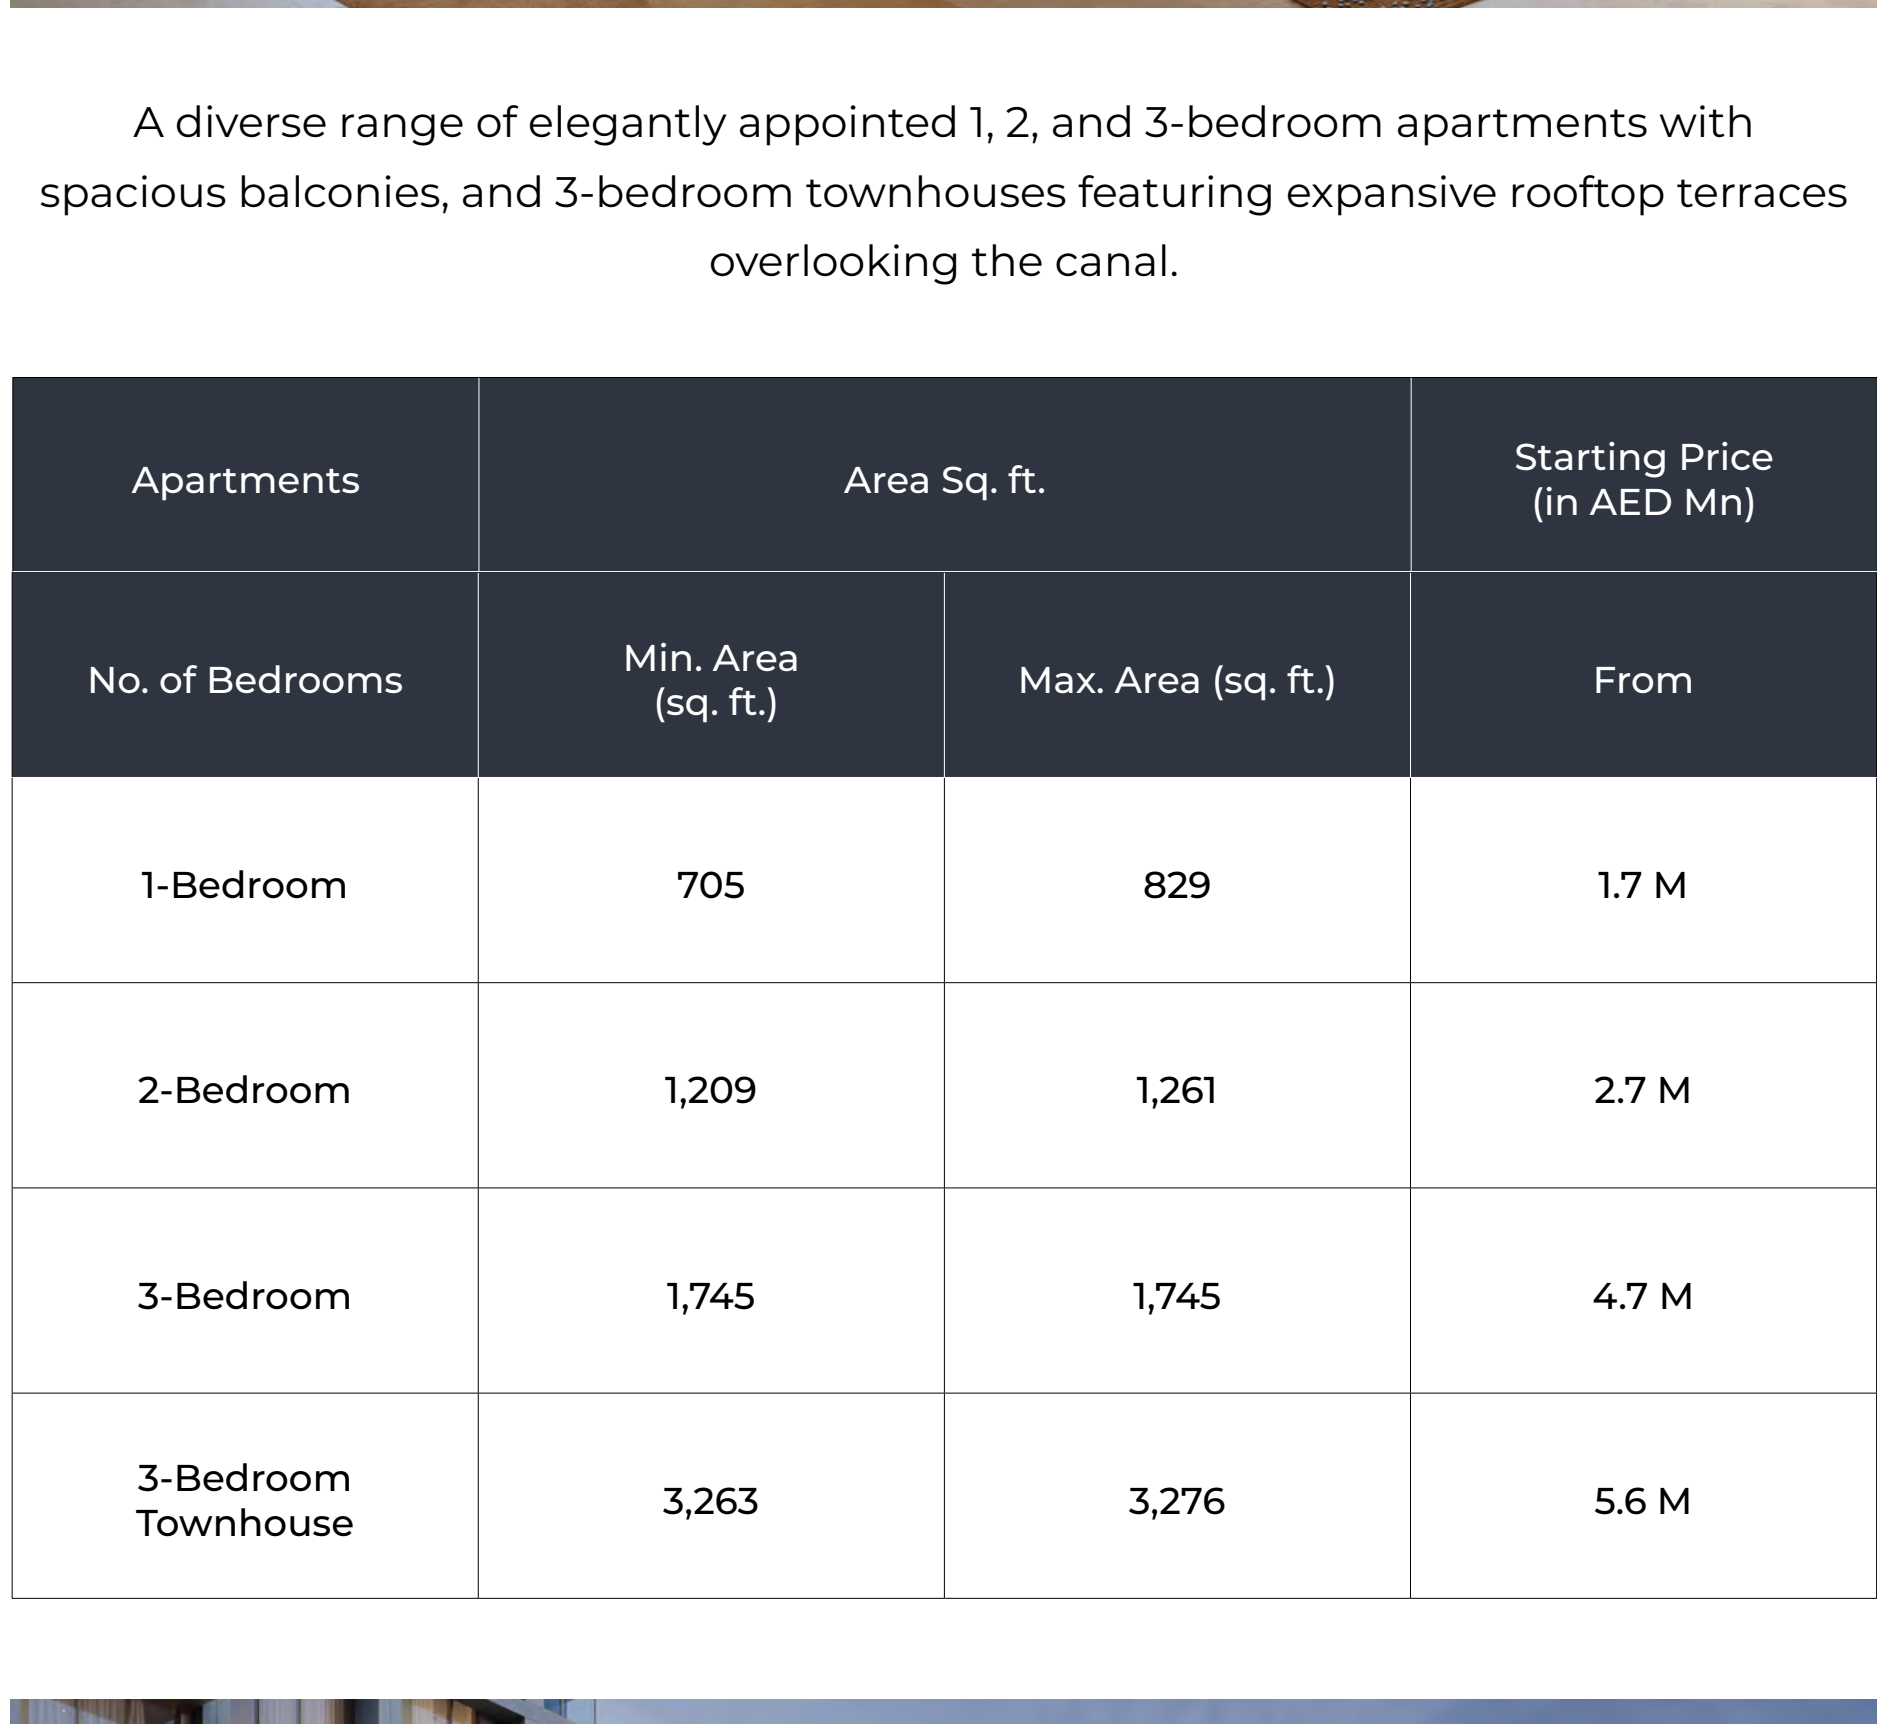 A diverse range of elegantly appointed 1, 2, and 3-bedroom apartments with
spacious balconies, and 3-bedroom townhouses featuring expansive rooftop terraces
overlooking the canal.
Apartments
Area Sq. ft.
Starting Price
(in AED Mn)
No. of Bedrooms
Min. Area
(sq. ft.)
Max. Area (sq. ft.)
From
1-Bedroom
705
829
1.7 M
2-Bedroom
1,209
1,261
2.7 M
3-Bedroom
1,745
1,745
4.7 M
3-Bedroom
Townhouse
3,263
3,276
5.6 M